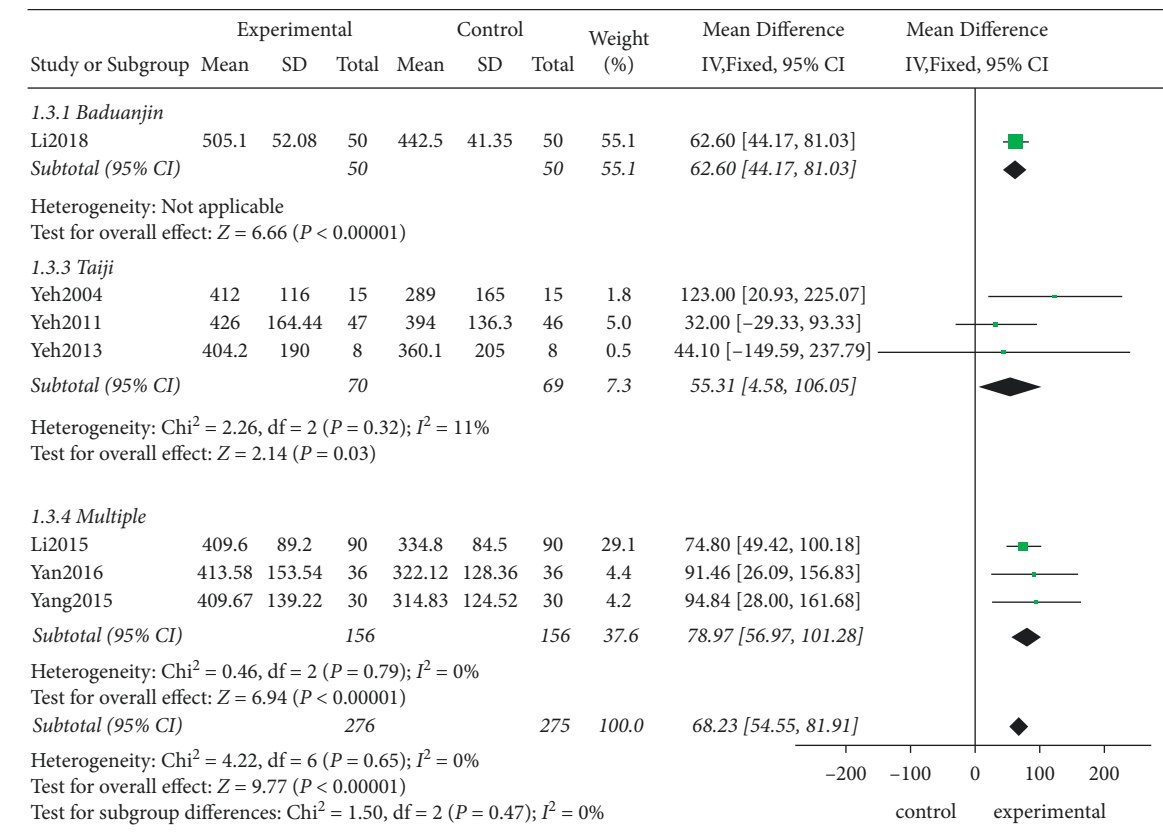 Experimental Control Weight (%) Mean Difference Mean Difference
Study or Subgroup Mean SD Total Mean SD Total IV,Fixed, 95% CI IV,Fixed, 95% CI
1.3.1 Baduanjin
Li2018 505.1 52.08 50 442.5 41.35 50 55.1 62.60 [44.17, 81.03]
Subtotal (95% CI) 50 50 55.1 62.60 [44.17, 81.03]
Heterogeneity: Not applicable
Test for overall effect: Z = 6.66 (P < 0.00001)
1.3.3 Taiji
Yeh2004 412 116 15 289 165 15 1.8 123.00 [20.93, 225.07]
Yeh2011 426 164.44 47 394 136.3 46 5.0 32.00 [–29.33, 93.33]
Yeh2013 404.2 190 8 360.1 205 8 0.5 44.10 [–149.59, 237.79]
Subtotal (95% CI) 70 69 7.3 55.31 [4.58, 106.05]
Heterogeneity: Chi² = 2.26, df = 2 (P = 0.32); I² = 11%
Test for overall effect: Z = 2.14 (P = 0.03)
1.3.4 Multiple
Li2015 409.6 89.2 90 334.8 84.5 90 29.1 74.80 [49.42, 100.18]
Yan2016 413.58 153.54 36 322.12 128.36 36 4.4 91.46 [26.09, 156.83]
Yang2015 409.67 139.22 30 314.83 124.52 30 4.2 94.84 [28.00, 161.68]
Subtotal (95% CI) 156 156 37.6 78.97 [56.97, 101.28]
Heterogeneity: Chi² = 0.46, df = 2 (P = 0.79); I² = 0%
Test for overall effect: Z = 6.94 (P < 0.00001)
Subtotal (95% CI) 276 275 100.0 68.23 [54.55, 81.91]
Heterogeneity: Chi² = 4.22, df = 6 (P = 0.65); I² = 0%
Test for overall effect: Z = 9.77 (P < 0.00001)
Test for subgroup differences: Chi² = 1.50, df = 2 (P = 0.47); I² = 0%
–200 –100 0 100 200
control experimental